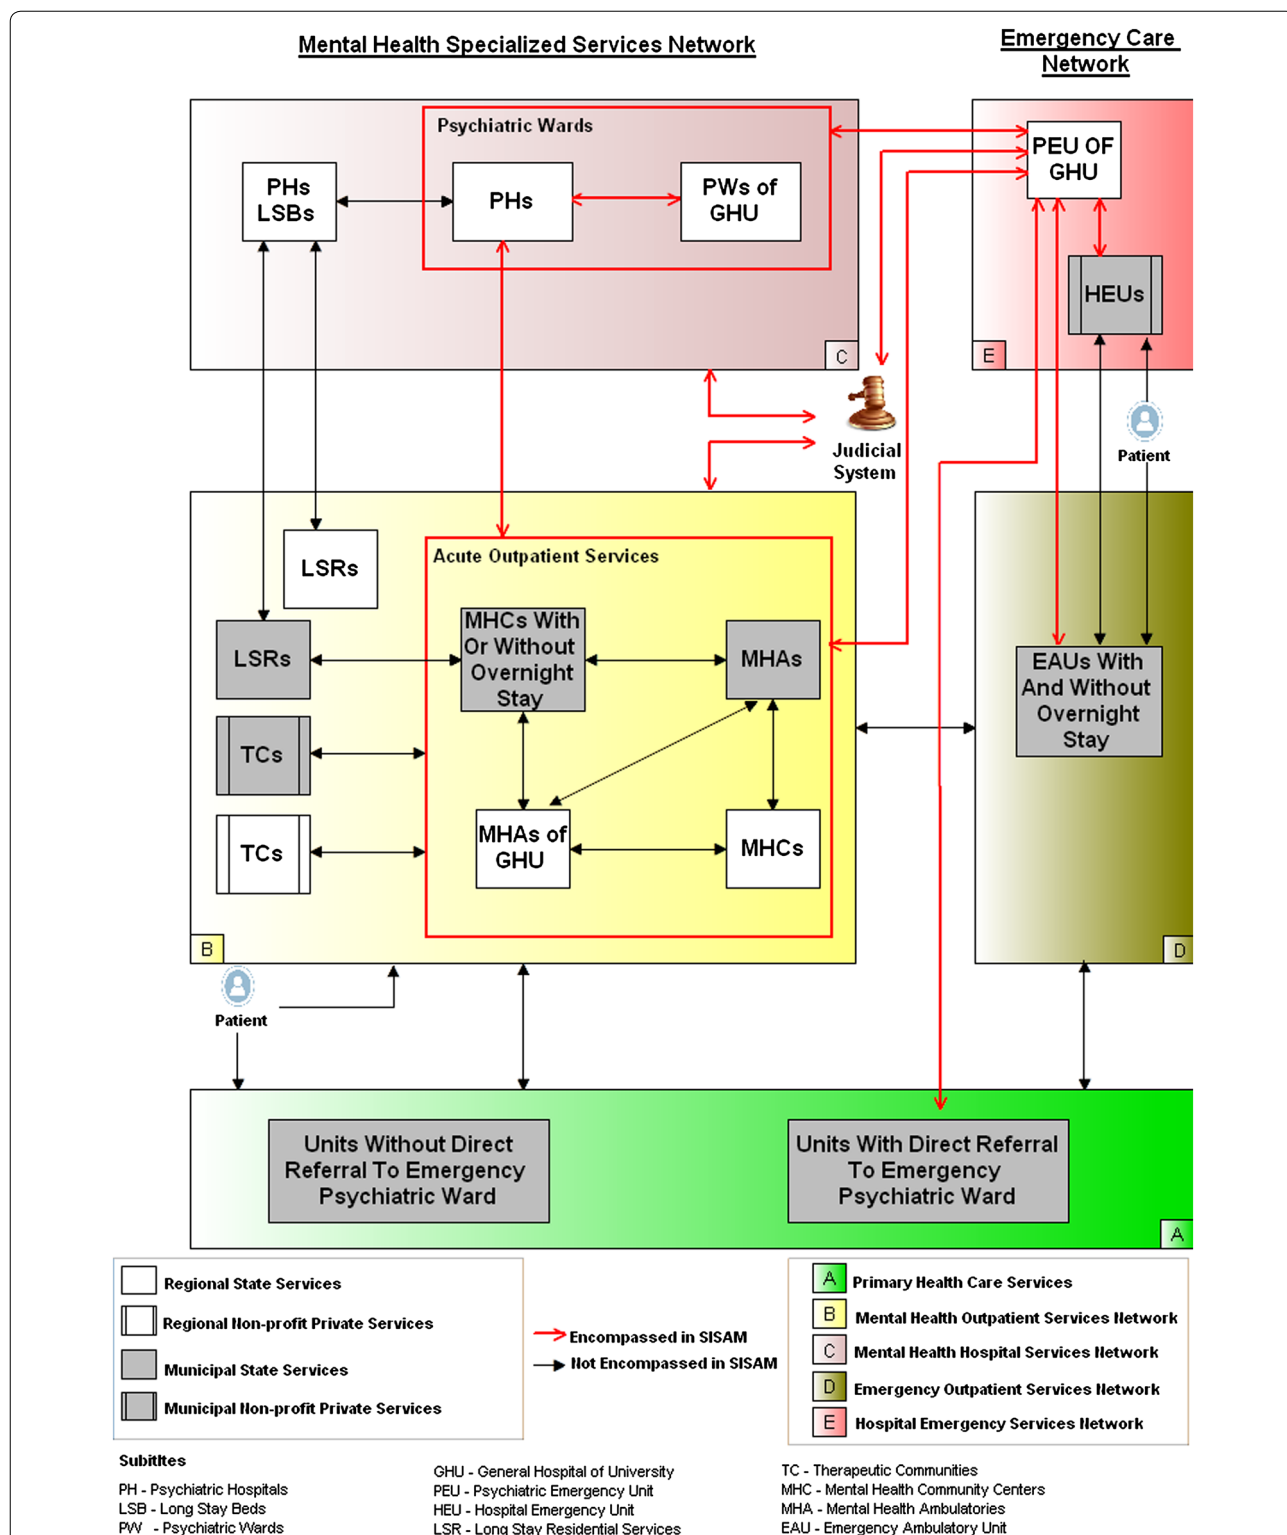 Mental Health Specialized Services Network
Emergency Care
Network
Psychiatric Wards
PHs
LSBs
PHs
PWs of
GHU
PEU OF
GHU
HEUs
C
E
Judicial
System
Patient
LSRs
Acute Outpatient Services
LSRs
MHCs With
Or Without
Overnight
Stay
MHAs
EAUs With
And Without
Overnight
Stay
TCs
TCs
MHAs of
GHU
MHCs
B
D
Patient
Units Without Direct
Referral To Emergency
Psychiatric Ward
Units With Direct Referral
To Emergency
Psychiatric Ward
A
Regional State Services
Regional Non-profit Private Services
Municipal State Services
Municipal Non-profit Private Services
Encompassed in SISAM
Not Encompassed in SISAM
A Primary Health Care Services
B Mental Health Outpatient Services Network
C Mental Health Hospital Services Network
D Emergency Outpatient Services Network
E Hospital Emergency Services Network
Subitltes
PH - Psychiatric Hospitals
LSB - Long Stay Beds
PW - Psychiatric Wards
GHU - General Hospital of University
PEU - Psychiatric Emergency Unit
HEU - Hospital Emergency Unit
LSR - Long Stay Residential Services
TC - Therapeutic Communities
MHC - Mental Health Community Centers
MHA - Mental Health Ambulatories
EAU - Emergency Ambulatory Unit